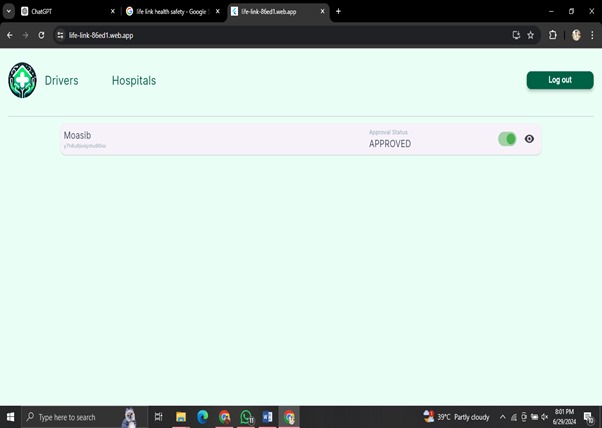 ChatGPT
life link health safety - Google S
life-link-86ed1.web.app
life-link-86ed1.web.app
Drivers
Hospitals
Log out
Moasib
Approval Status
APPROVED
Type here to search
39°C Partly cloudy
8:01 PM
6/29/2024